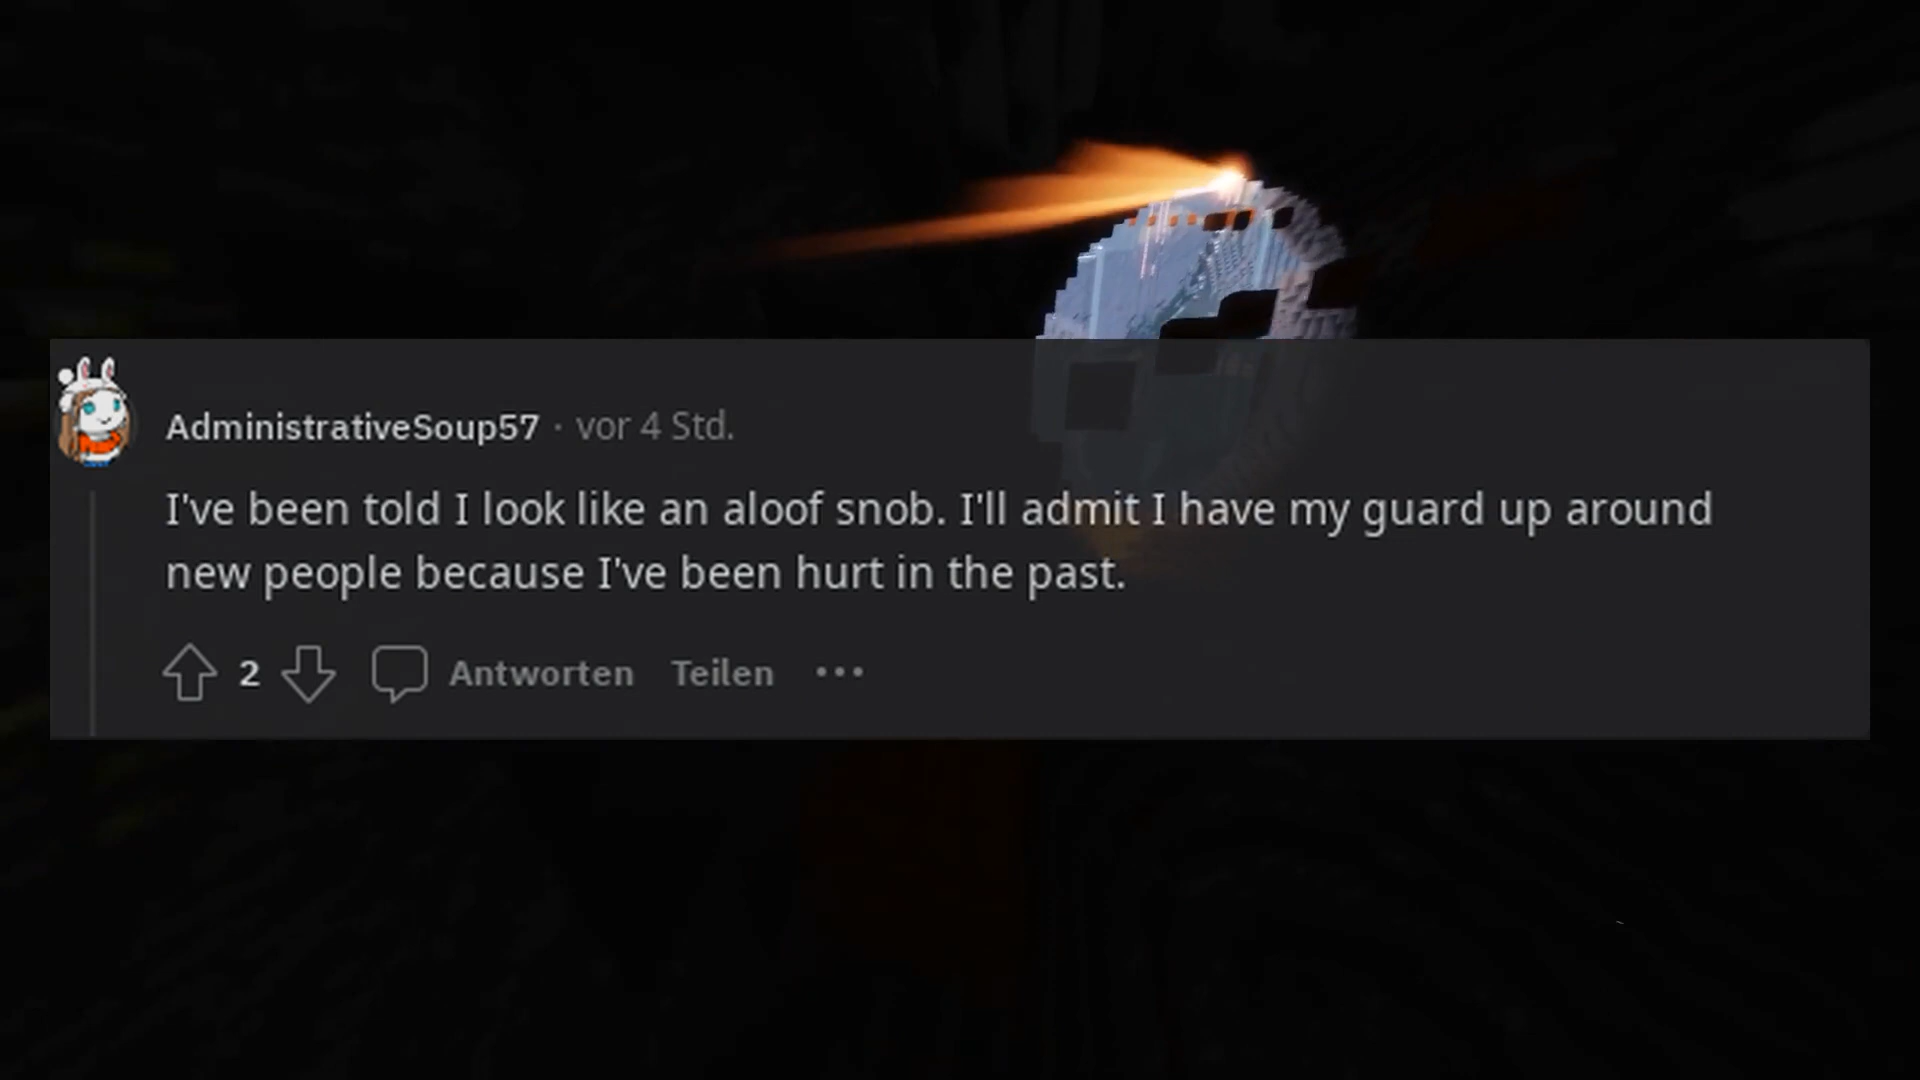 AdministrativeSoup57 · vor 4 Std.
I've been told I look like an aloof snob. I'll admit I have my guard up around
new people because I've been hurt in the past.
2 Antworten Teilen •••